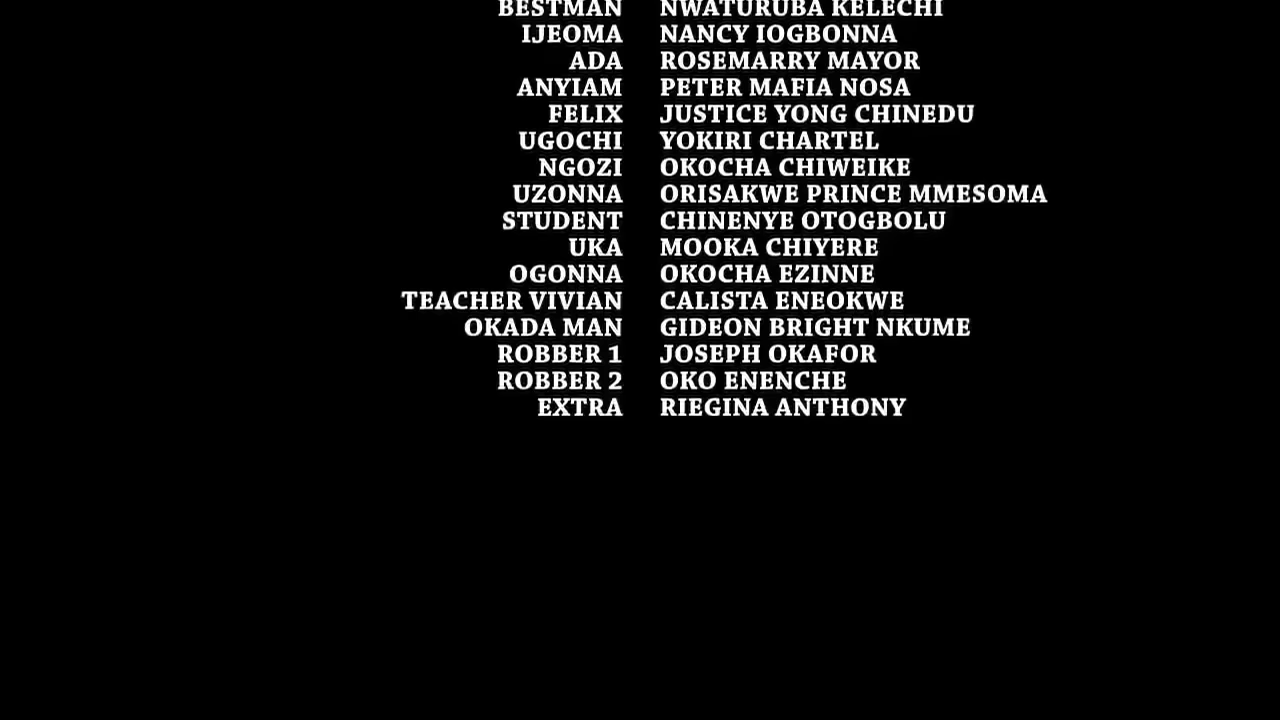 BESTMAN NWATURUBA KELECHI
IJEOMA NANCY IOGBONNA
ADA ROSEMARRY MAYOR
ANYIAM PETER MAFIA NOSA
FELIX JUSTICE YONG CHINEDU
UGOCHI YOKIRI CHARTEL
NGOZI OKOCHA CHIWEIKE
UZONNA ORISAKWE PRINCE MMESOMA
STUDENT CHINENYE OTOGBOLU
UKA MOOKA CHIYERE
OGONNA OKOCHA EZINNE
TEACHER VIVIAN CALISTA ENEOKWE
OKADA MAN GIDEON BRIGHT NKUME
ROBBER 1 JOSEPH OKAFOR
ROBBER 2 OKO ENENCHE
EXTRA RIEGINA ANTHONY